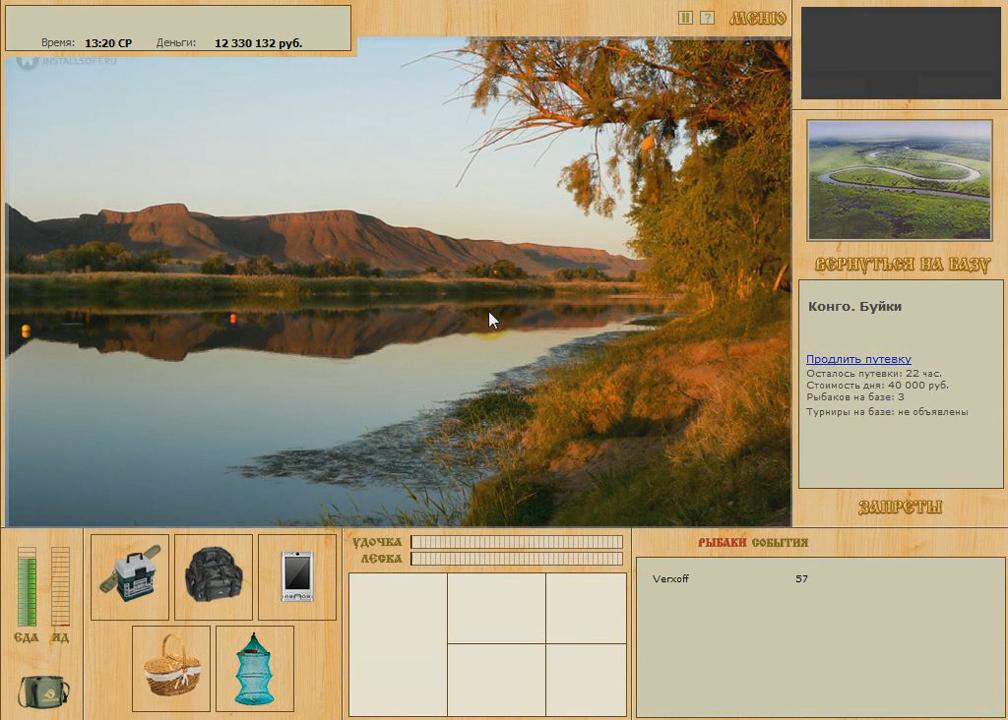 Время: 13:20 СР Деньги: 12 330 132 руб.
? МЕНЮ
INSTALLSOFT.RU
ВЕРНУТЬСЯ НА БАЗУ
Конго. Буйки
Продлить путевку
Осталось путевки: 22 час.
Стоимость дня: 40 000 руб.
Рыбаков на базе: 3
Турниры на базе: не объявлены
ЗАПРЕТЫ
УДОЧКА
ЛЕСКА
РЫБАКИ СОБЫТИЯ
Verxoff 57
ЕДА ЯД